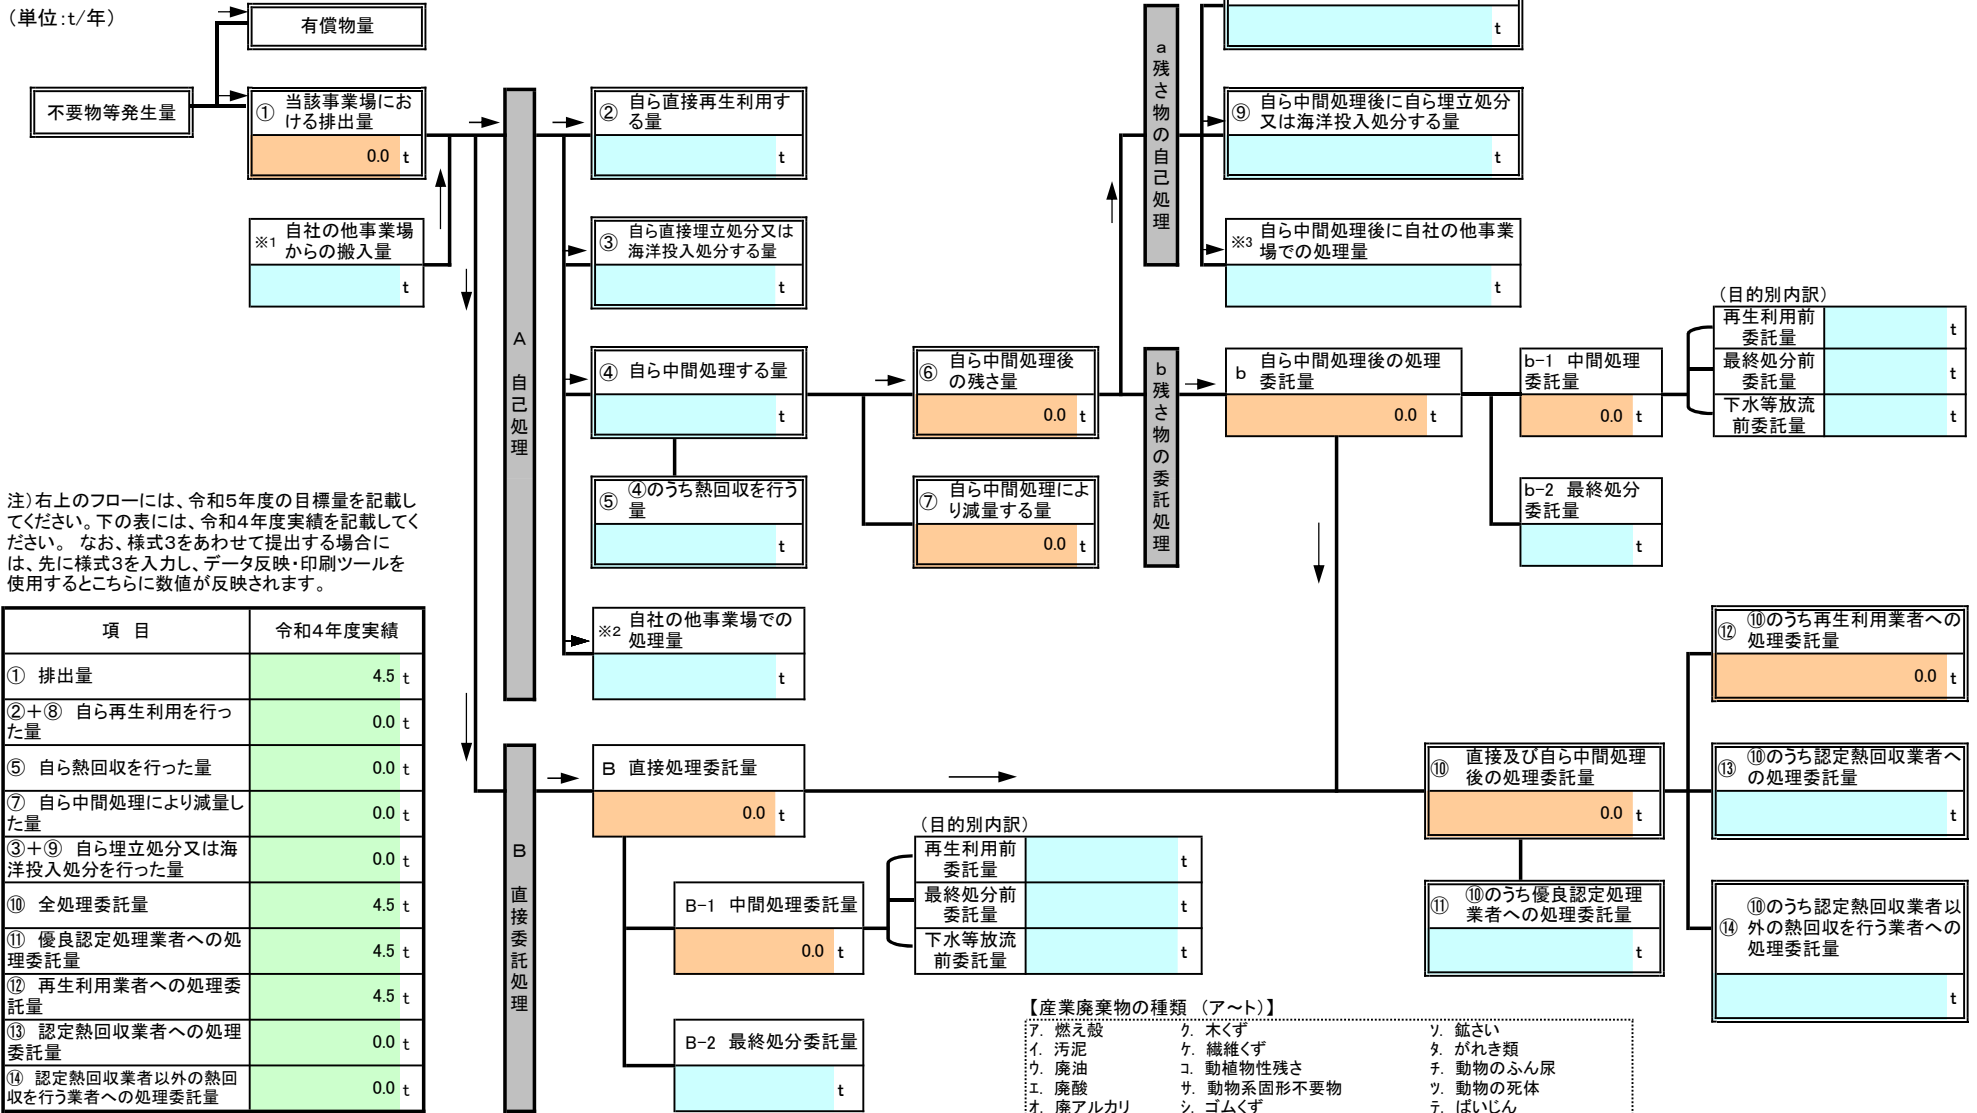 （単位:t/年）
有償物量
不要物等発生量
① 当該事業場にお
ける排出量
0.0 t
※1 自社の他事業場
からの搬入量
t
A 自己処理
② 自ら直接再生利用す
る量
t
③ 自ら直接埋立処分又は
海洋投入処分する量
t
④ 自ら中間処理する量
t
⑤ ④のうち熱回収を行う
量
t
※2 自社の他事業場での
処理量
t
⑥ 自ら中間処理後
の残さ量
0.0 t
⑦ 自ら中間処理によ
り減量する量
0.0 t
a 残さ物の自己処理
t
⑨ 自ら中間処理後に自ら埋立処分
又は海洋投入処分する量
t
※3 自ら中間処理後に自社の他事業
場での処理量
t
b 残さ物の委託処理
b 自ら中間処理後の処理
委託量
0.0 t
b-1 中間処理
委託量
0.0 t
（目的別内訳）
再生利用前
委託量
t
最終処分前
委託量
t
下水等放流
前委託量
t
b-2 最終処分
委託量
t
注）右上のフローには、令和5年度の目標量を記載し
てください。下の表には、令和4年度実績を記載してく
ださい。 なお、様式3をあわせて提出する場合に
は、先に様式3を入力し、データ反映・印刷ツールを
使用するとこちらに数値が反映されます。
項 目 令和4年度実績
① 排出量 4.5 t
②＋⑧ 自ら再生利用を行っ
た量 0.0 t
⑤ 自ら熱回収を行った量 0.0 t
⑦ 自ら中間処理により減量し
た量 0.0 t
③＋⑨ 自ら埋立処分又は海
洋投入処分を行った量 0.0 t
⑩ 全処理委託量 4.5 t
⑪ 優良認定処理業者への処
理委託量 4.5 t
⑫ 再生利用業者への処理委
託量 4.5 t
⑬ 認定熱回収業者への処理
委託量 0.0 t
⑭ 認定熱回収業者以外の熱回
収を行う業者への処理委託量 0.0 t
B 直接委託処理
B 直接処理委託量
0.0 t
B-1 中間処理委託量
0.0 t
（目的別内訳）
再生利用前
委託量
t
最終処分前
委託量
t
下水等放流
前委託量
t
B-2 最終処分委託量
t
⑩ 直接及び自ら中間処理
後の処理委託量
0.0 t
⑪ ⑩のうち優良認定処理
業者への処理委託量
t
⑫ ⑩のうち再生利用業者への
処理委託量
0.0 t
⑬ ⑩のうち認定熱回収業者へ
の処理委託量
t
⑭ ⑩のうち認定熱回収業者以
外の熱回収を行う業者への
処理委託量
t
【産業廃棄物の種類 （ア～ト）】
ア. 燃え殻 ク. 木くず ソ. 鉱さい
イ. 汚泥 ケ. 繊維くず タ. がれき類
ウ. 廃油 コ. 動植物性残さ チ. 動物のふん尿
エ. 廃酸 サ. 動物系固形不要物 ツ. 動物の死体
オ. 廃アルカリ シ. ゴムくず テ. ばいじん